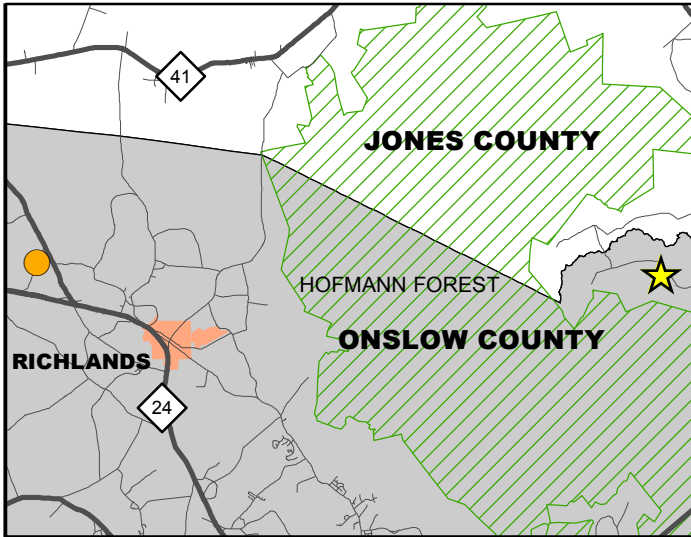 41
JONES COUNTY
HOFMANN FOREST
ONSLOW COUNTY
RICHLANDS
24